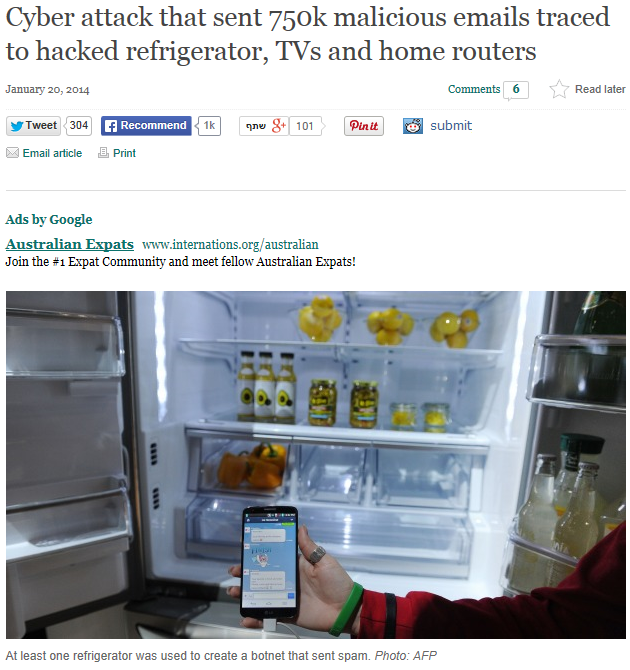 Cyber attack that sent 750k malicious emails traced
to hacked refrigerator, TVs and home routers
January 20, 2014
Comments 6
Read later
Tweet 304
Recommend 1k
שתף 101
Pin it
submit
Email article
Print
Ads by Google
Australian Expats www.internations.org/australian
Join the #1 Expat Community and meet fellow Australian Expats!
At least one refrigerator was used to create a botnet that sent spam. Photo: AFP